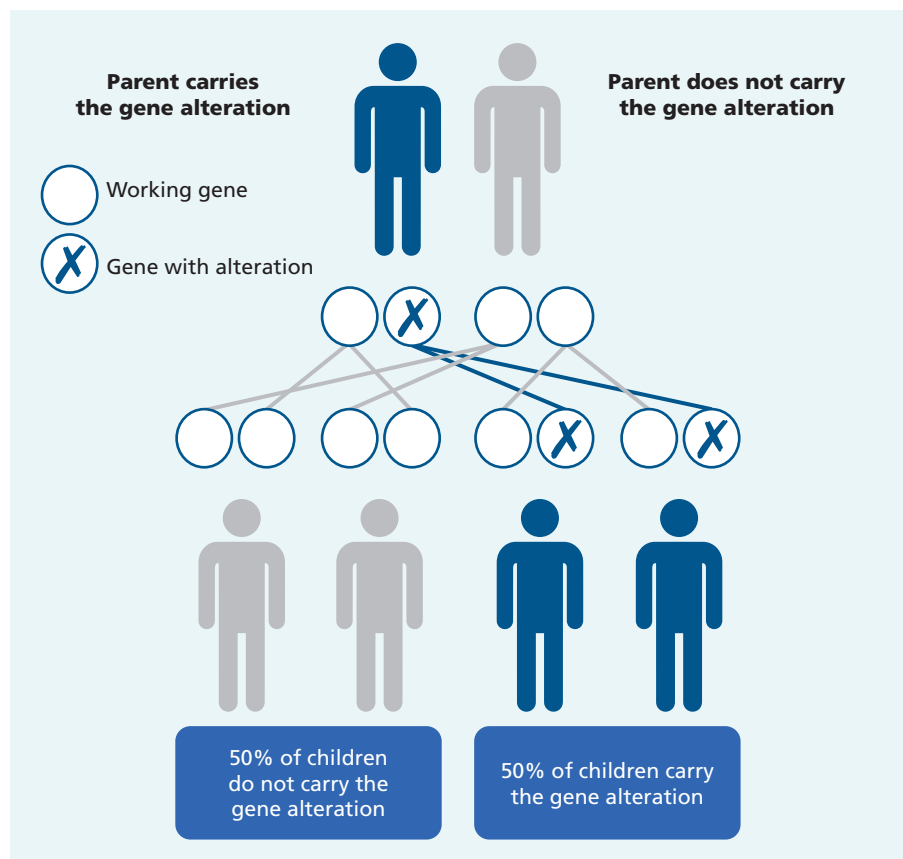 Parent carries
the gene alteration
Parent does not carry
the gene alteration
Working gene
✗
Gene with alteration
✗
✗
✗
50% of children
do not carry the
gene alteration
50% of children carry
the gene alteration